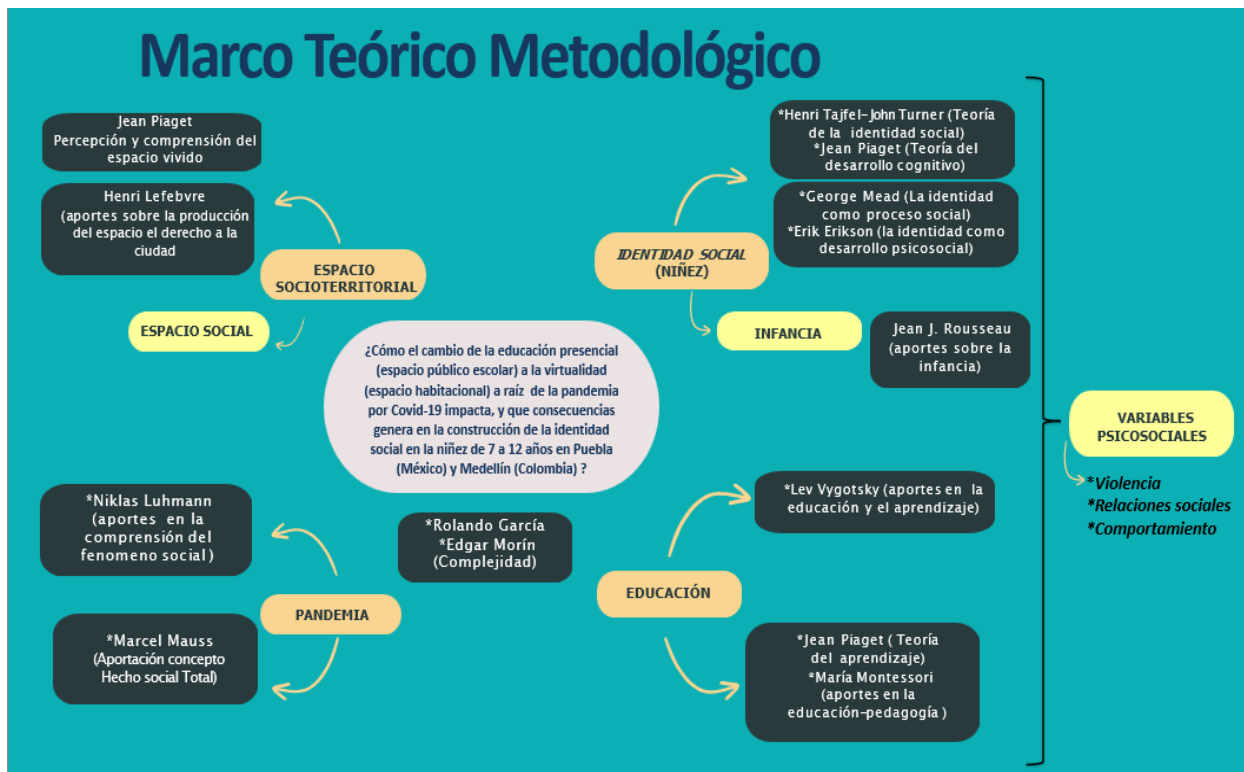 Marco Teórico Metodológico
Jean Piaget
Percepción y comprensión del
espacio vivido
Henri Lefebvre
(aportes sobre la producción
del espacio el derecho a la
ciudad
ESPACIO
SOCIOTERRITORIAL
ESPACIO SOCIAL
*Henri Tajfel-John Turner (Teoría
de la identidad social)
*Jean Piaget (Teoría del
desarrollo cognitivo)
*George Mead (La identidad
como proceso social)
*Erik Erikson (la identidad como
desarrollo psicosocial)
IDENTIDAD SOCIAL
(NIÑEZ)
INFANCIA
Jean J. Rousseau
(aportes sobre la
infancia)
¿Cómo el cambio de la educación presencial
(espacio público escolar) a la virtualidad
(espacio habitacional) a raíz de la pandemia
por Covid-19 impacta, y que consecuencias
genera en la construcción de la identidad
social en la niñez de 7 a 12 años en Puebla
(México) y Medellín (Colombia) ?
*Niklas Luhmann
(aportes en la
comprensión del
fenomeno social)
PANDEMIA
*Marcel Mauss
(Aportación concepto
Hecho social Total)
*Rolando García
*Edgar Morín
(Complejidad)
*Lev Vygotsky (aportes en la
educación y el aprendizaje)
EDUCACIÓN
*Jean Piaget ( Teoría
del aprendizaje)
*María Montessori
(aportes en la
educación-pedagogía )
VARIABLES
PSICOSOCIALES
*Violencia
*Relaciones sociales
*Comportamiento